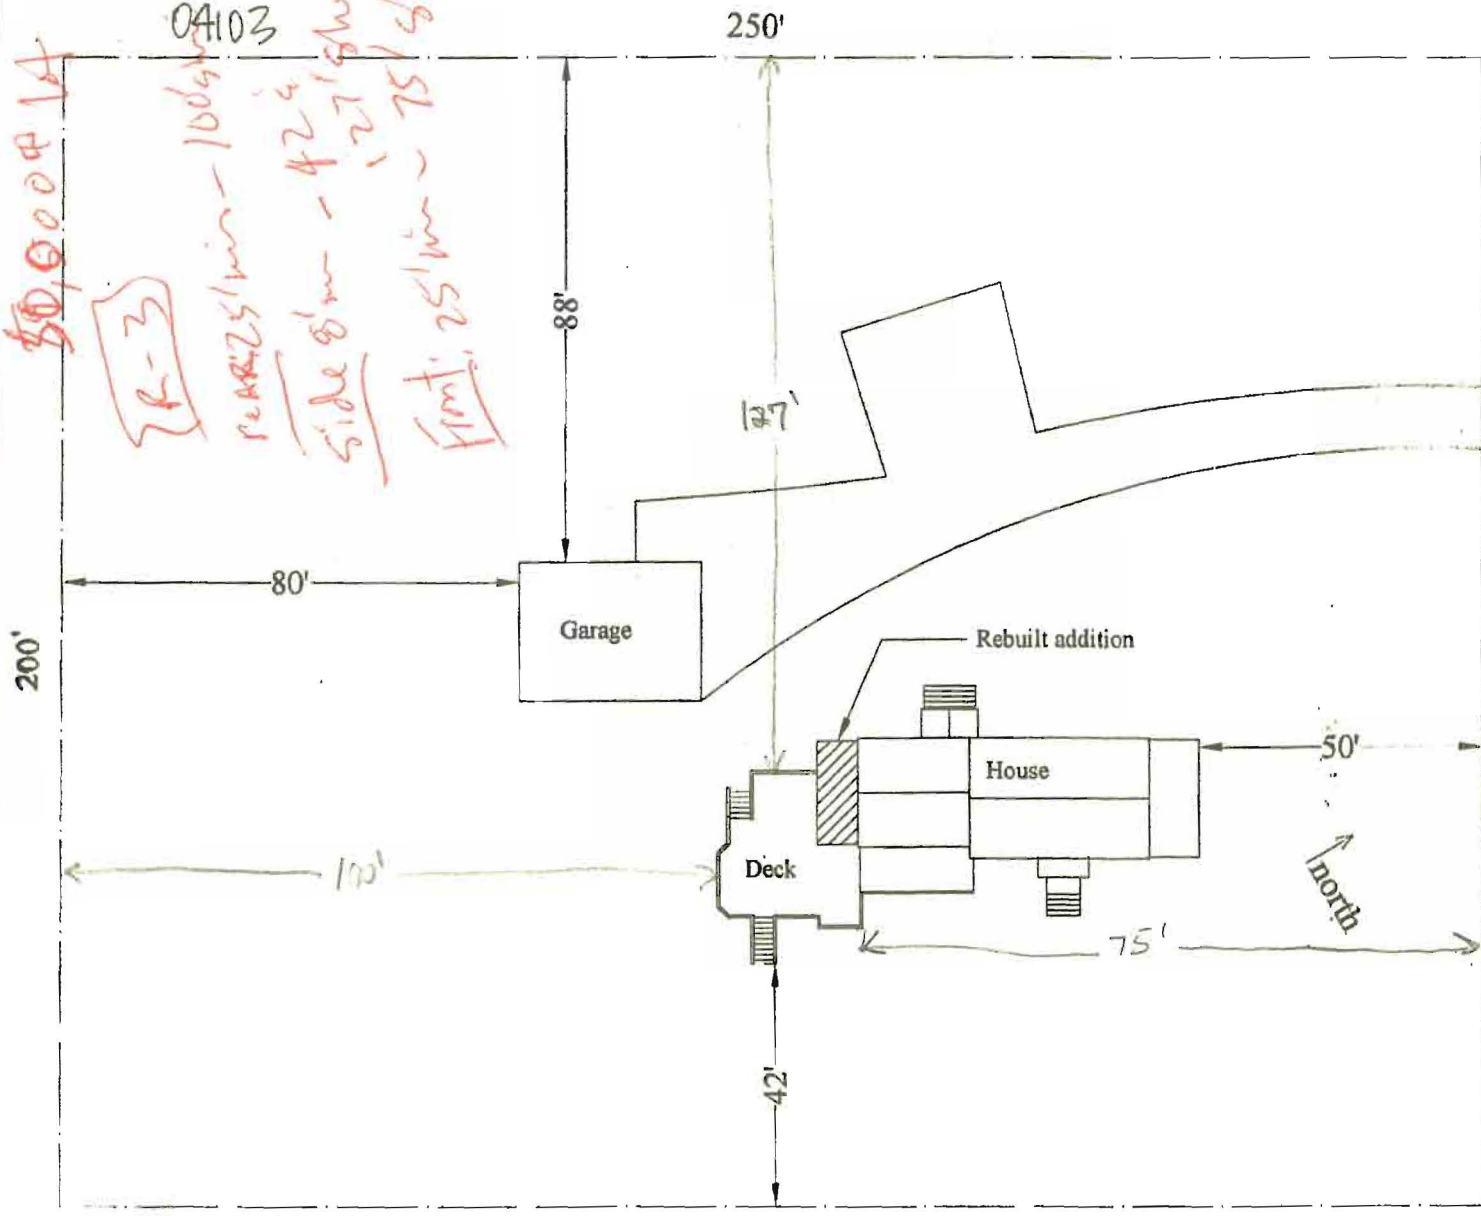 04103
250'
R-3
rear: 25' min - 100'
Side 8' min - 42'
Front: 25' min - 75'
88'
127'
80'
200'
Garage
Rebuilt addition
House
50'
Deck
100'
north
75'
42'